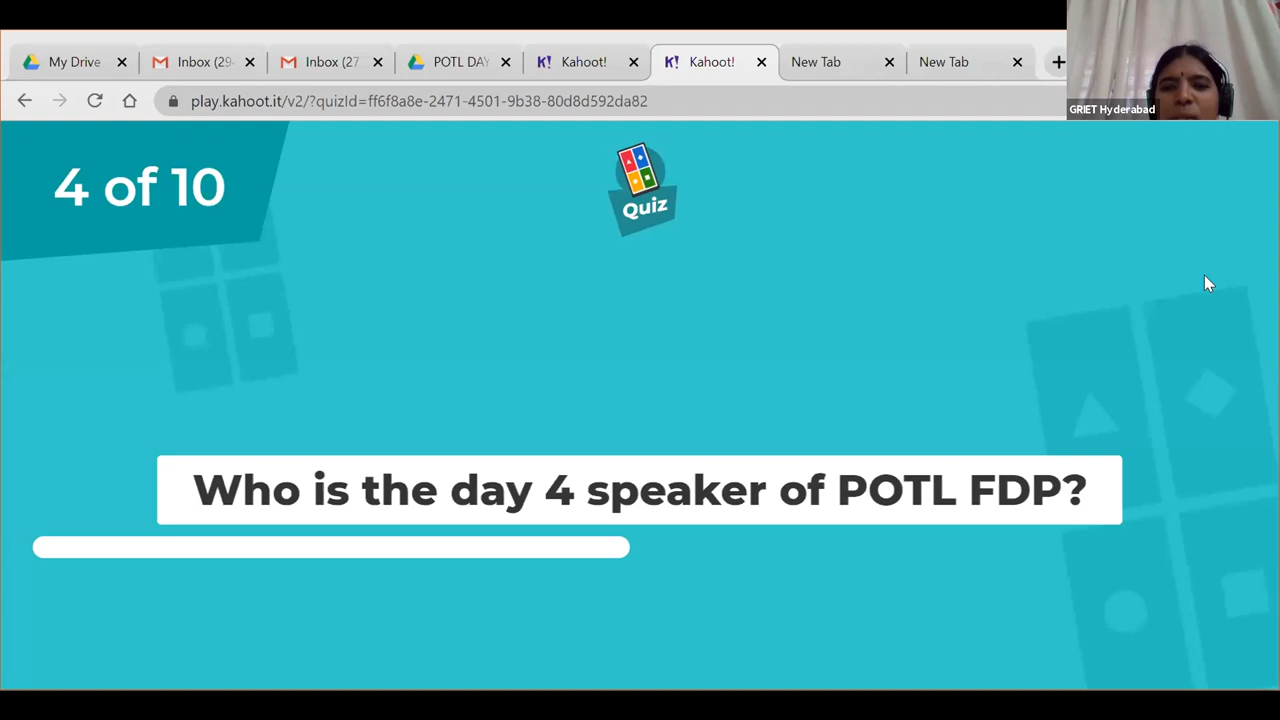 My Drive
Inbox (29-
Inbox (27
POTL DAY
Kahoot!
Kahoot!
New Tab
New Tab
play.kahoot.it/v2/?quizId=ff6f8a8e-2471-4501-9b38-80d8d592da82
GRIET Hyderabad
4 of 10
Quiz
Who is the day 4 speaker of POTL FDP?